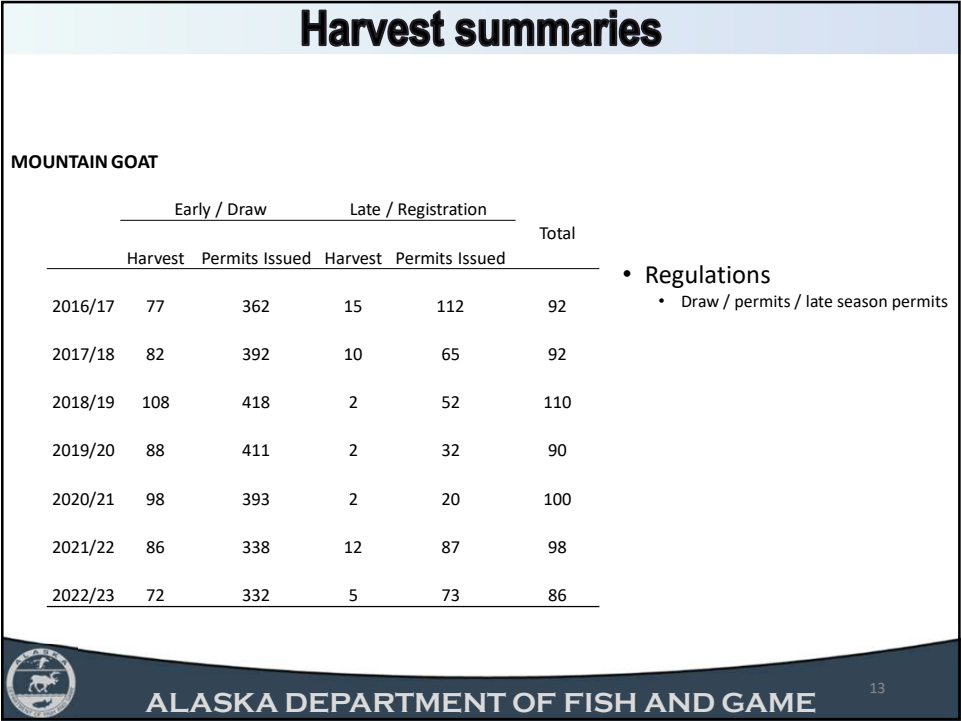 Harvest summaries
MOUNTAIN GOAT
Early / Draw Late / Registration
Total
Harvest Permits Issued Harvest Permits Issued
2016/17 77 362 15 112 92
2017/18 82 392 10 65 92
2018/19 108 418 2 52 110
2019/20 88 411 2 32 90
2020/21 98 393 2 20 100
2021/22 86 338 12 87 98
2022/23 72 332 5 73 86
• Regulations
• Draw / permits / late season permits
ALASKA
ALASKA DEPARTMENT OF FISH AND GAME
13